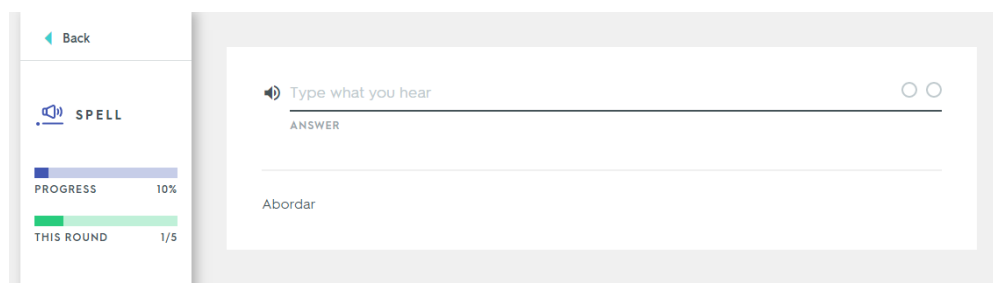 Back
SPELL
PROGRESS 10%
THIS ROUND 1/5
Type what you hear
ANSWER
Abordar